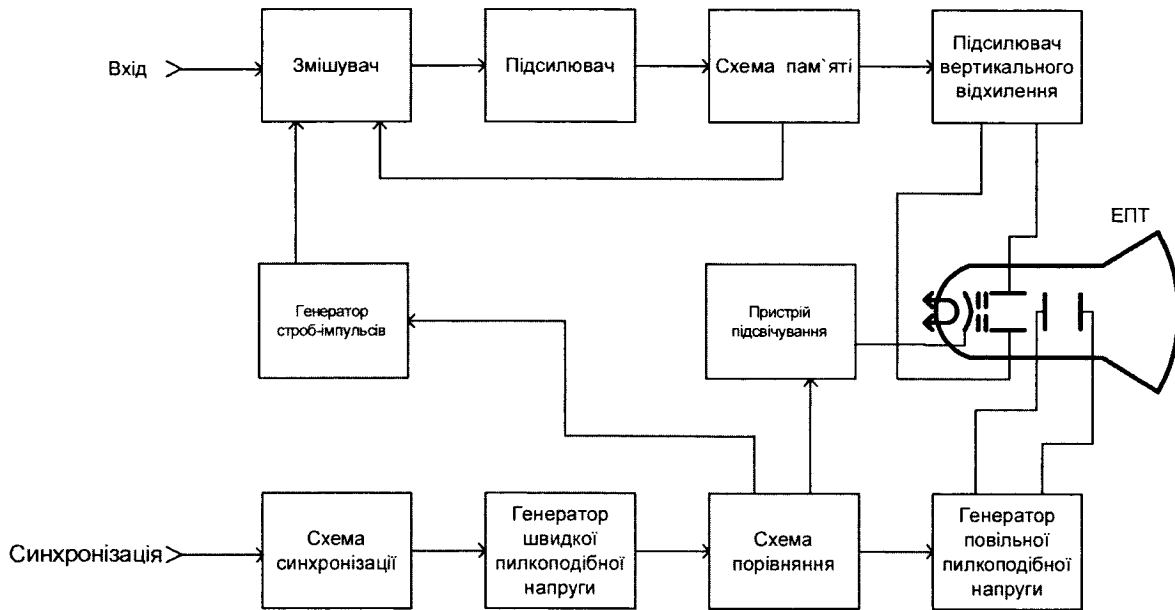 Вхід
Змішувач
Підсилювач
Схема пам`яті
Підсилювач
вертикального
відхилення
ЕПТ
Генератор
строб-імпульсів
Пристрій
підсвічування
Синхронізація
Схема
синхронізації
Генератор
швидкої
пилкоподібної
напруги
Схема
порівняння
Генератор
повільної
пилкоподібної
напруги